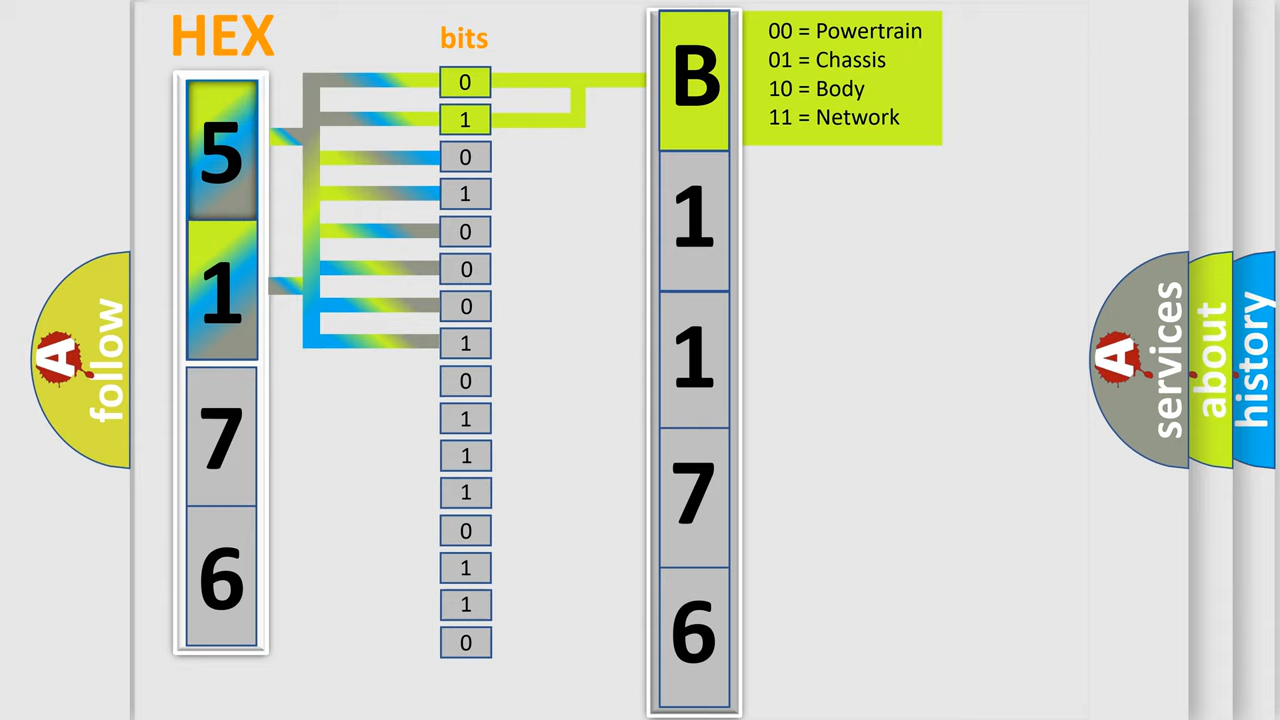 HEX
bits
5
1
7
6
0
1
0
1
0
0
0
1
0
1
1
1
0
1
1
0
B
1
1
7
6
00 = Powertrain
01 = Chassis
10 = Body
11 = Network
A
follow
A
services
about
history